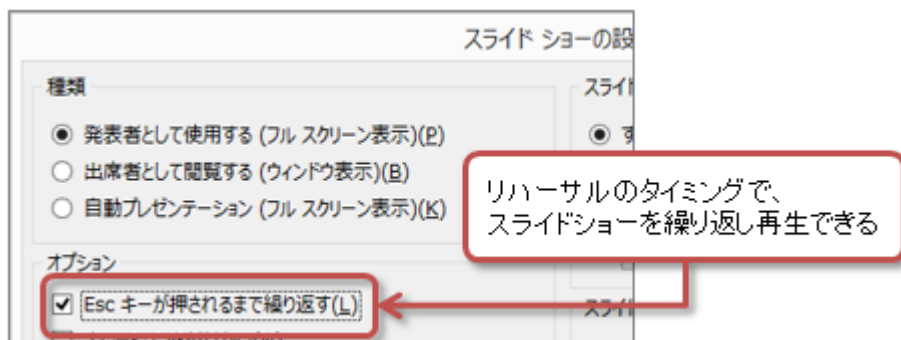 スライド ショーの設
種類
スライ
発表者として使用する (フル スクリーン表示)(P)
出席者として閲覧する (ウィンドウ表示)(B)
自動プレゼンテーション (フル スクリーン表示)(K)
リハーサルのタイミングで、
スライドショーを繰り返し再生できる
オプション
Esc キーが押されるまで繰り返す(L)
スライ